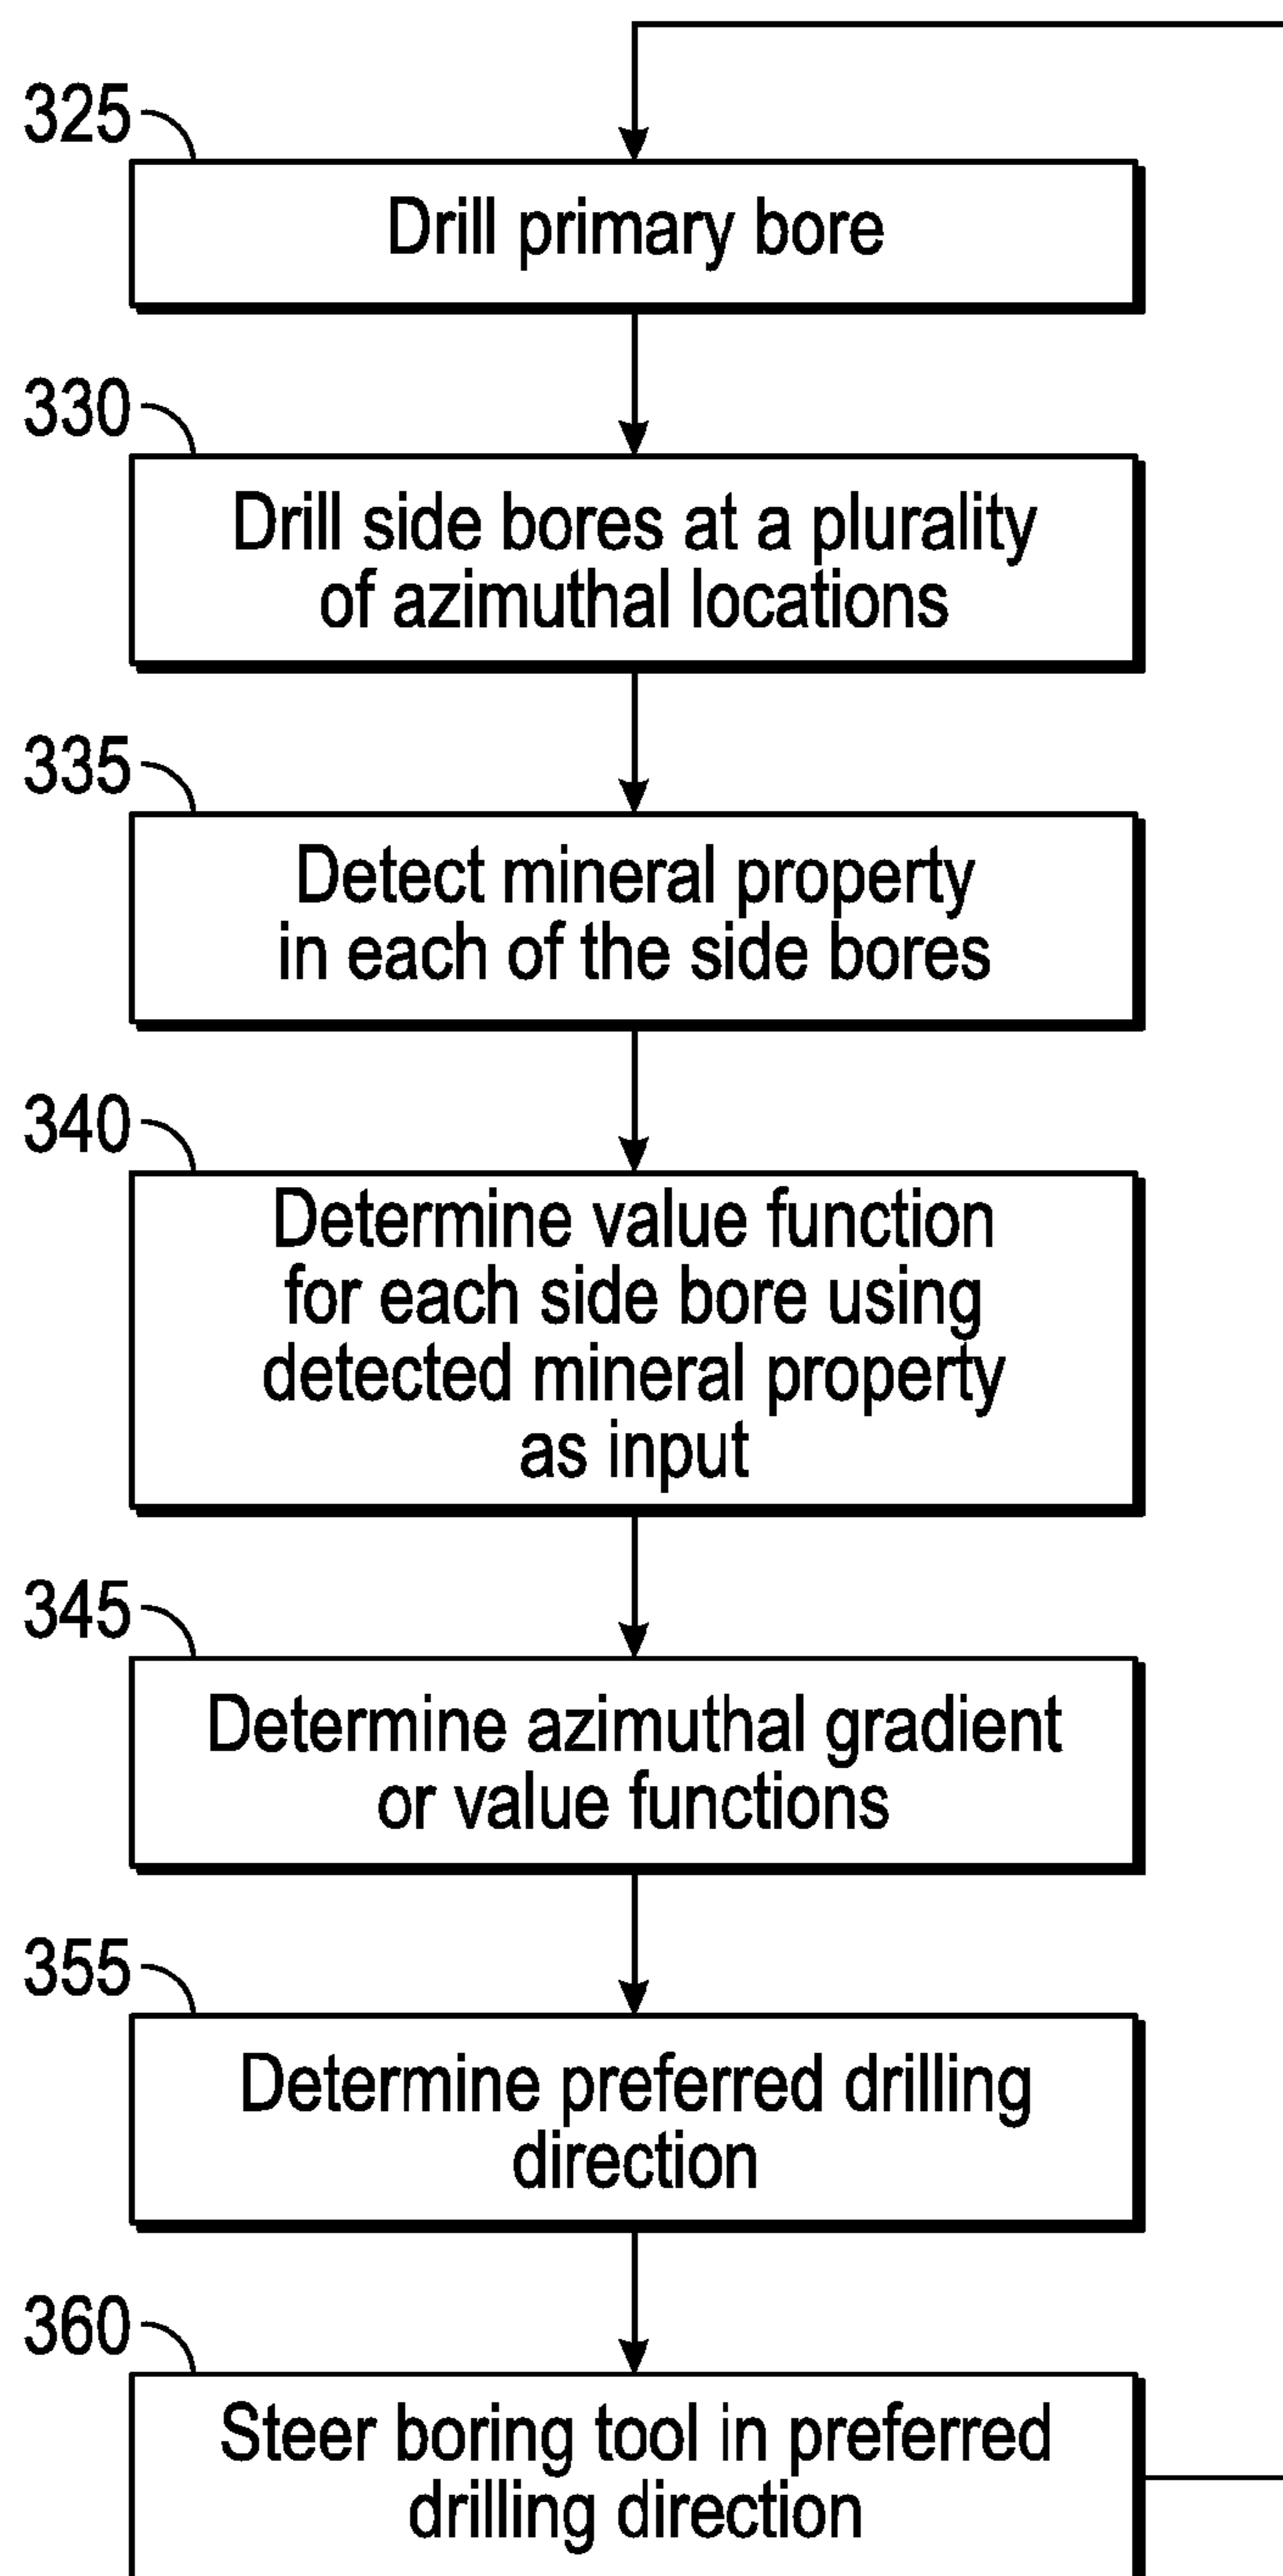 325
Drill primary bore
330
Drill side bores at a plurality
of azimuthal locations
335
Detect mineral property
in each of the side bores
340
Determine value function
for each side bore using
detected mineral property
as input
345
Determine azimuthal gradient
or value functions
355
Determine preferred drilling
direction
360
Steer boring tool in preferred
drilling direction